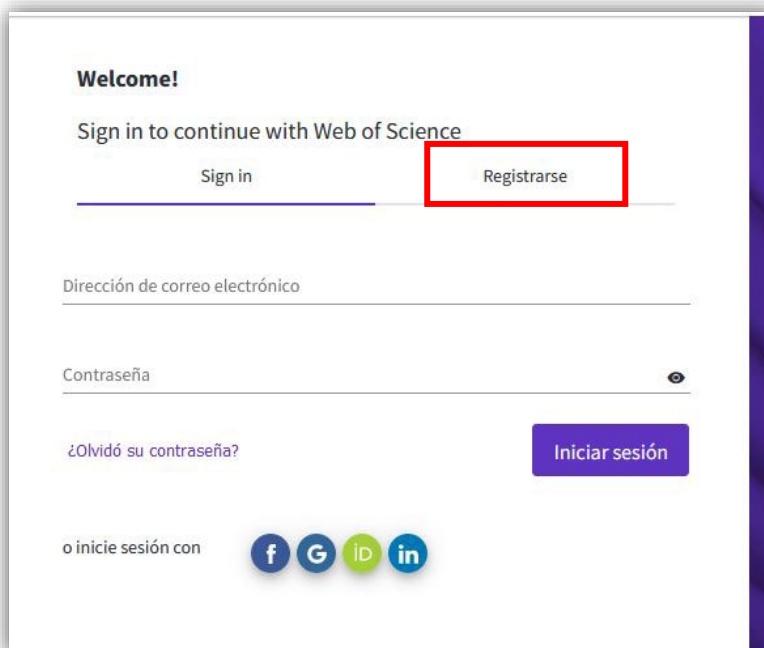 Welcome!
Sign in to continue with Web of Science
Sign in Registrarse
Dirección de correo electrónico
Contraseña
¿Olvidó su contraseña? Iniciar sesión
o inicie sesión con f G iD in